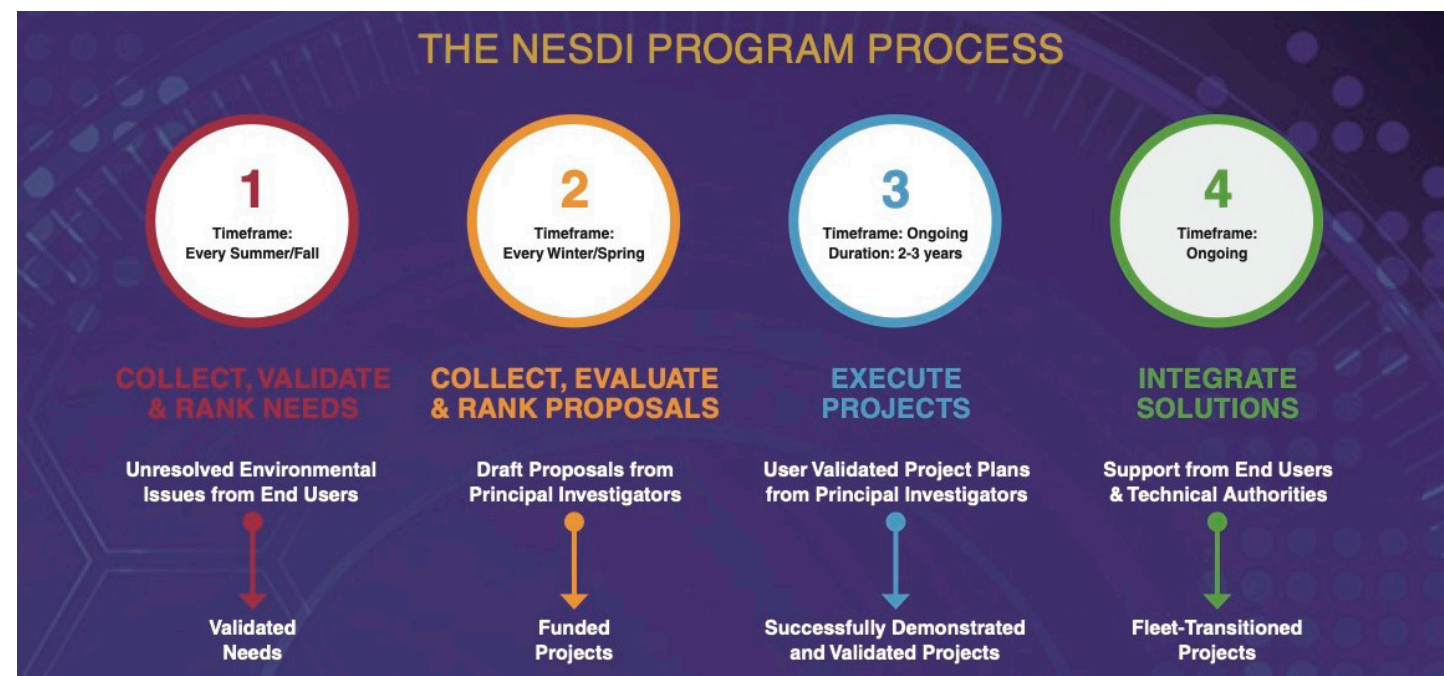 THE NESDI PROGRAM PROCESS
1
Timeframe:
Every Summer/Fall
COLLECT, VALIDATE
& RANK NEEDS
Unresolved Environmental
Issues from End Users
Validated
Needs
2
Timeframe:
Every Winter/Spring
COLLECT, EVALUATE
& RANK PROPOSALS
Draft Proposals from
Principal Investigators
Funded
Projects
3
Timeframe: Ongoing
Duration: 2-3 years
EXECUTE
PROJECTS
User Validated Project Plans
from Principal Investigators
Successfully Demonstrated
and Validated Projects
4
Timeframe:
Ongoing
INTEGRATE
SOLUTIONS
Support from End Users
& Technical Authorities
Fleet-Transitioned
Projects